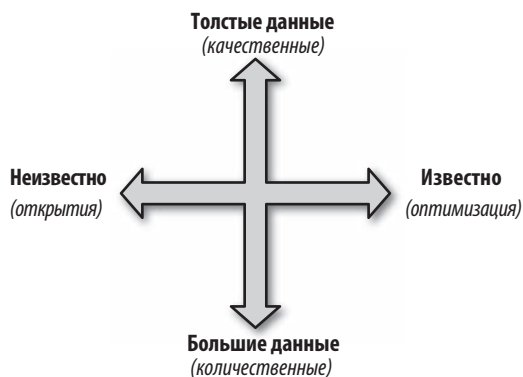 Толстые данные
(качественные)
Неизвестно
(открытия)
Известно
(оптимизация)
Большие данные
(количественные)